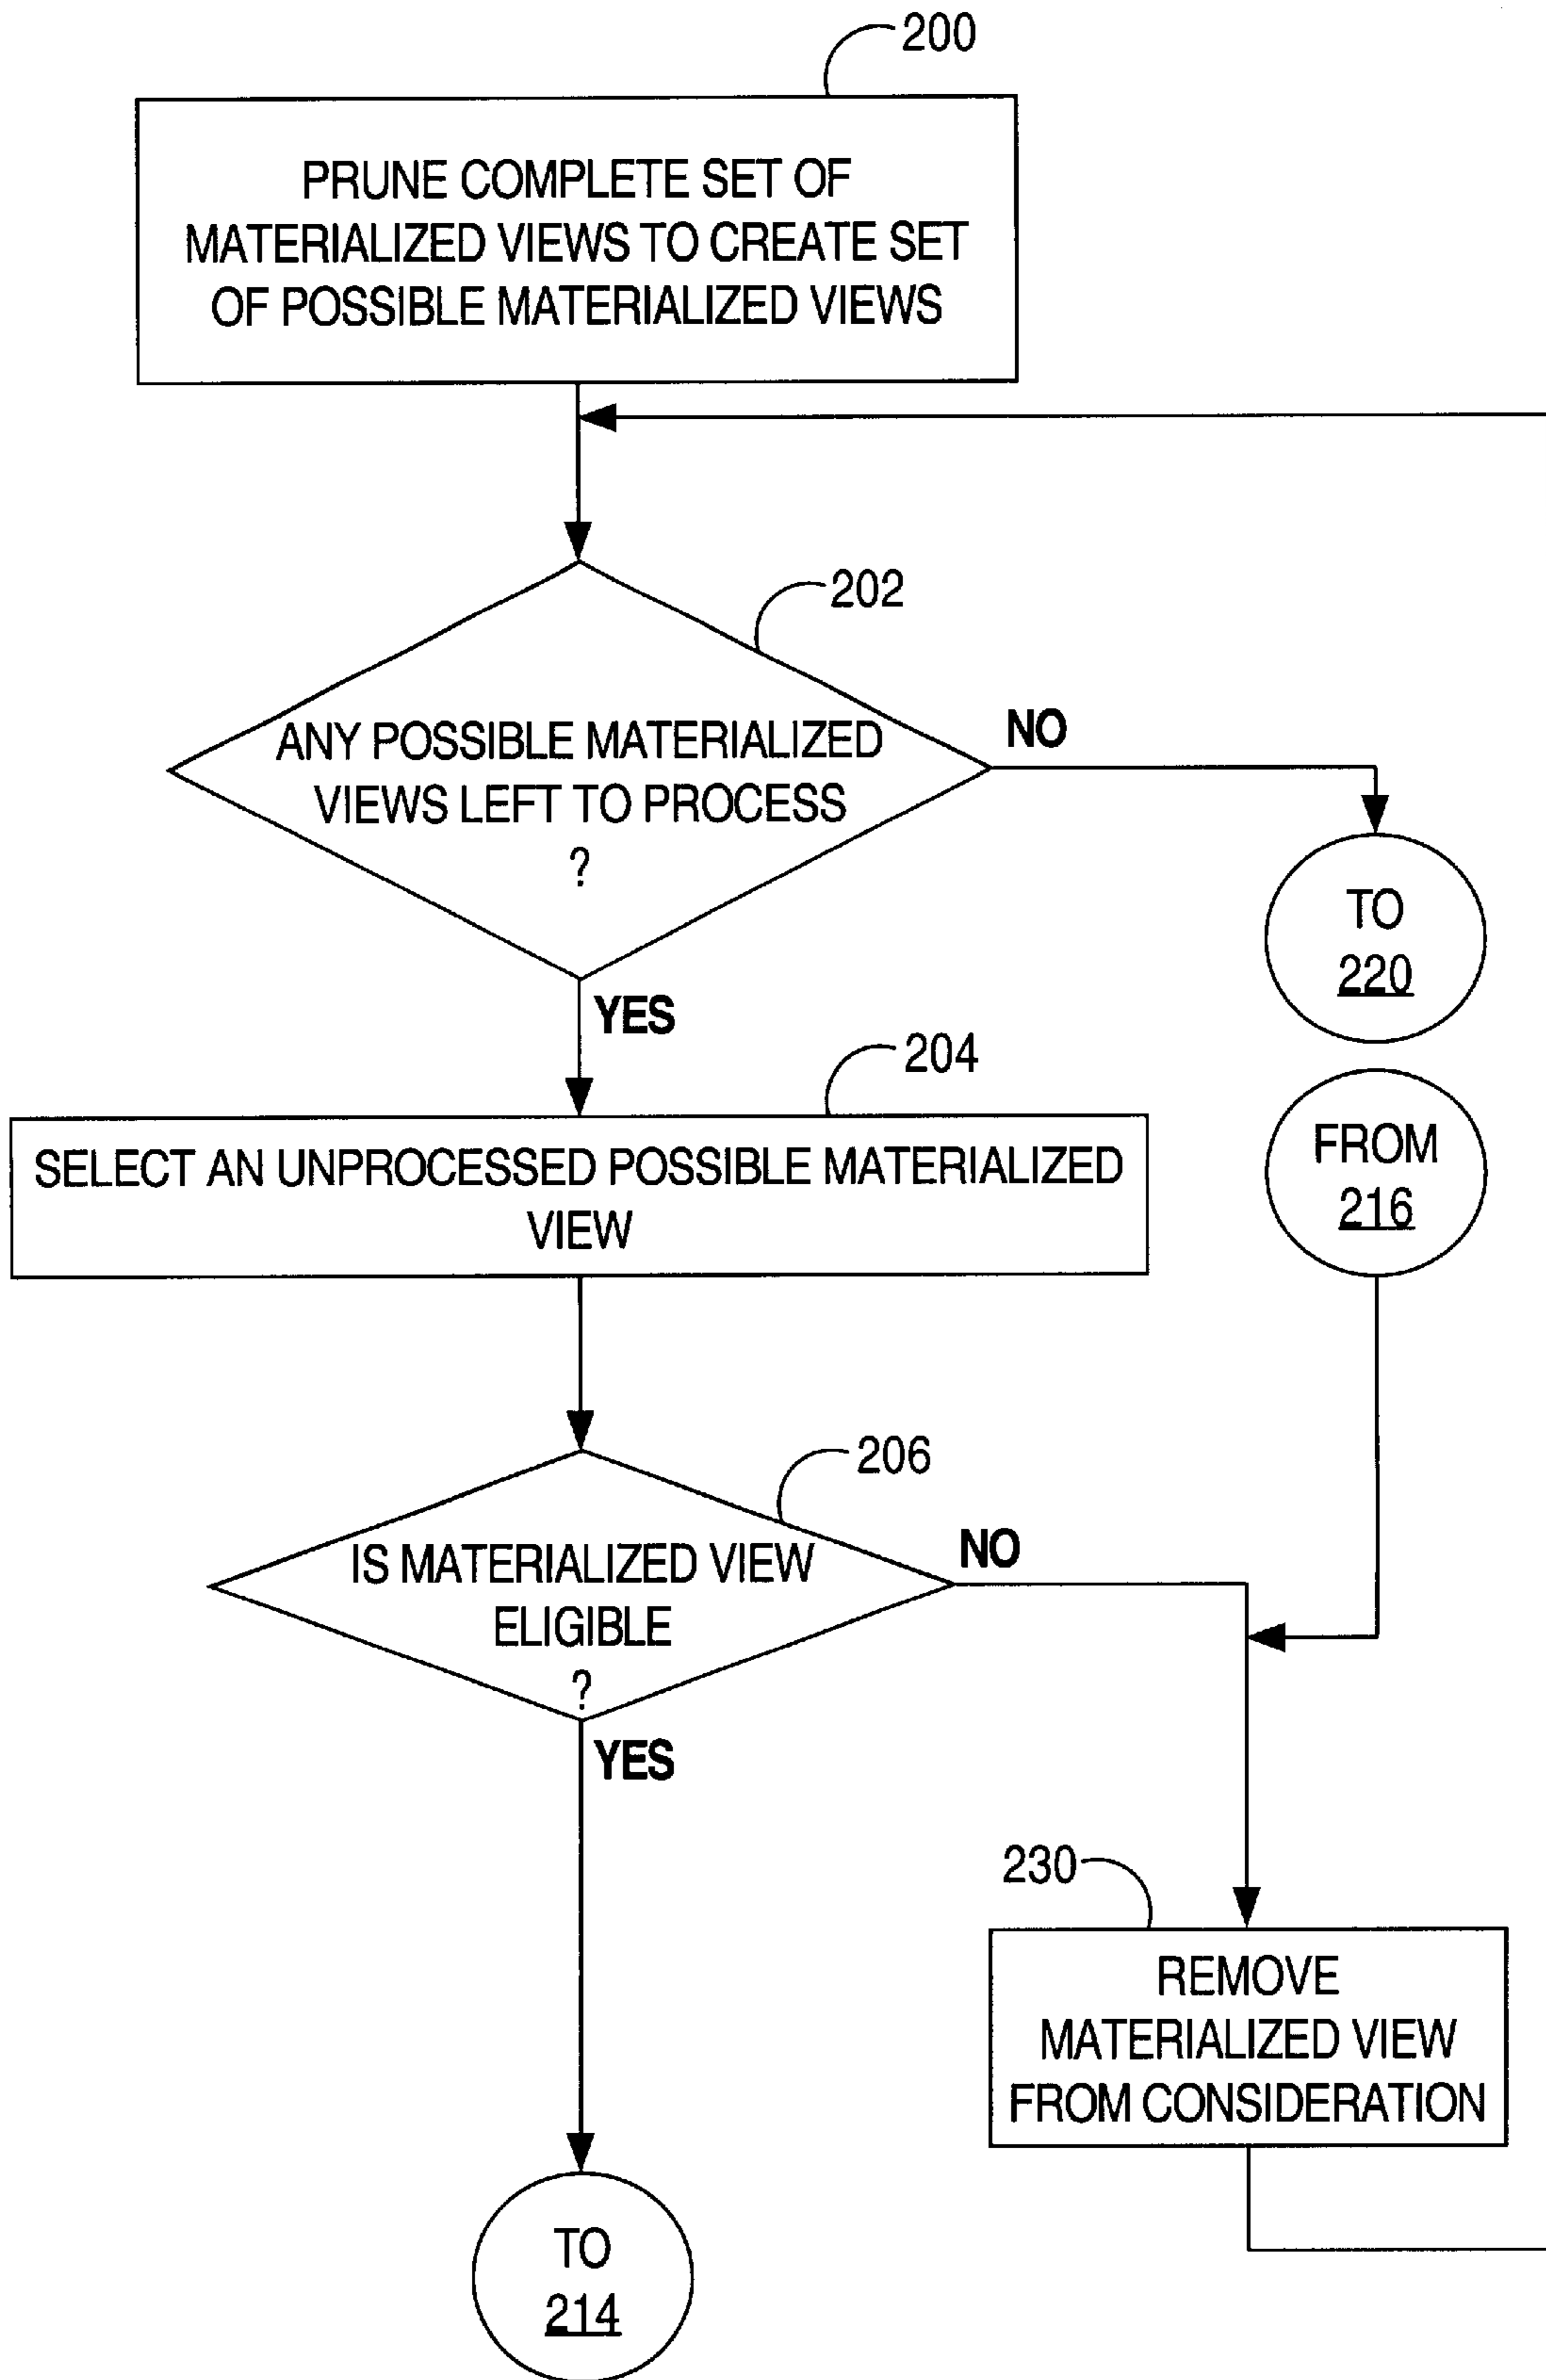 200
PRUNE COMPLETE SET OF
MATERIALIZED VIEWS TO CREATE SET
OF POSSIBLE MATERIALIZED VIEWS
202
ANY POSSIBLE MATERIALIZED
VIEWS LEFT TO PROCESS
?
NO
TO
220
YES
204
SELECT AN UNPROCESSED POSSIBLE MATERIALIZED
VIEW
FROM
216
206
IS MATERIALIZED VIEW
ELIGIBLE
?
NO
YES
230
REMOVE
MATERIALIZED VIEW
FROM CONSIDERATION
TO
214